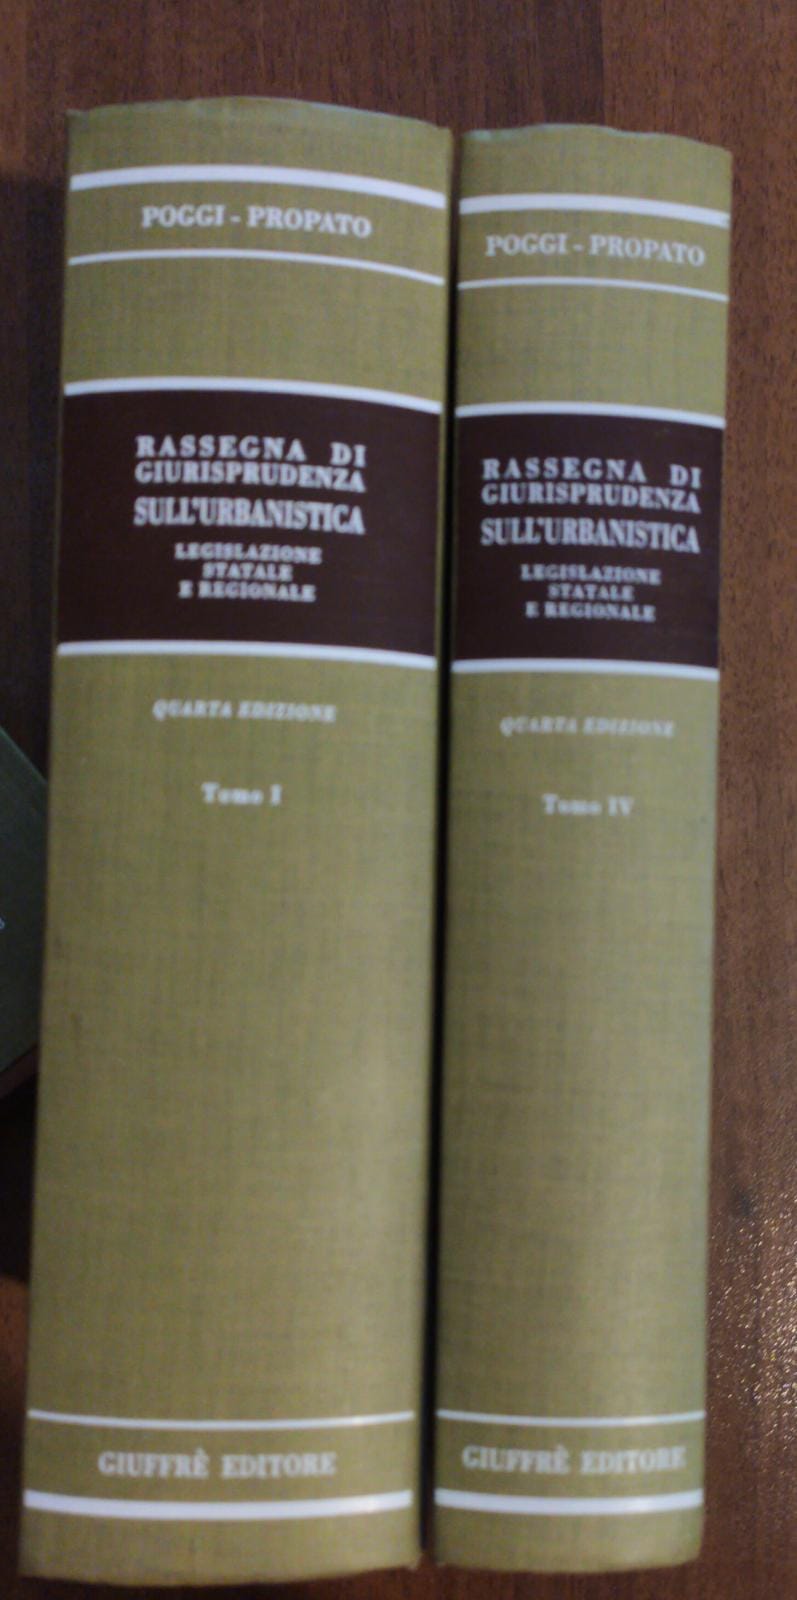 POGGI - PROPATO
RASSEGNA DI
GIURISPRUDENZA
SULL'URBANISTICA
LEGISLAZIONE
STATALE
E REGIONALE
QUARTA EDIZIONE
Tomo I
GIUFFRÈ EDITORE
POGGI - PROPATO
RASSEGNA DI
GIURISPRUDENZA
SULL'URBANISTICA
LEGISLAZIONE
STATALE
E REGIONALE
QUARTA EDIZIONE
Tomo IV
GIUFFRÈ EDITORE